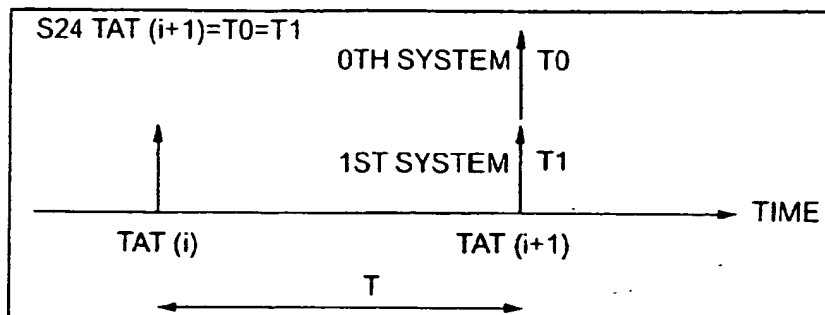 S24 TAT (i+1)=T0=T1
0TH SYSTEM T0
1ST SYSTEM T1
TIME
TAT (i) TAT (i+1)
T